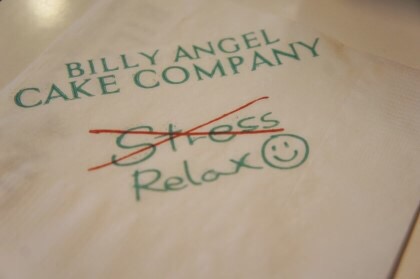 BILLY ANGEL
CAKE COMPANY
Stress
Relax